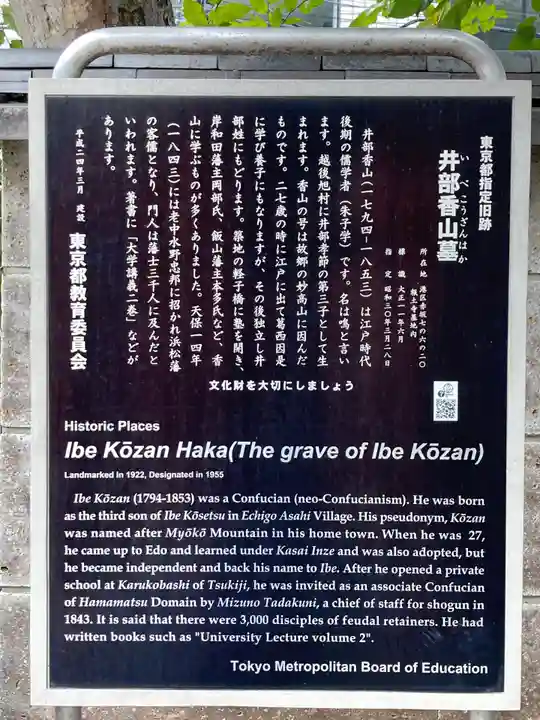 東京都指定旧跡
井部香山墓
いべこうざんはか
所在地 港区赤坂七の六の二〇
報土寺墓地内
標識 大正一一年六月
指定 昭和三〇年三月二八日
井部香山(一七九四－一八五三)は江戸時代
後期の儒学者(朱子学)です。名は鳴と言い
ます。越後旭村に井部孝節の第三子として生
まれます。香山の号は故郷の妙高山に因んだ
ものです。二七歳の時に江戸に出て葛西因是
に学び養子にもなりますが、その後独立し井
部姓にもどります。築地の軽子橋に塾を開き、
岸和田藩主岡部氏、飯山藩主本多氏など、香
山に学ぶものが多くありました。天保一四年
(一八四三)には老中水野忠邦に招かれ浜松藩
の客儒となり、門人は藩士三千人に及んだと
いわれます。著書に「大学講義二巻」などが
あります。
平成二四年三月 建設
東京都教育委員会
文化財を大切にしましょう
Historic Places
Ibe Kōzan Haka(The grave of Ibe Kōzan)
Landmarked in 1922, Designated in 1955
Ibe Kōzan (1794-1853) was a Confucian (neo-Confucianism). He was born
as the third son of Ibe Kōsetsu in Echigo Asahi Village. His pseudonym, Kōzan
was named after Myōkō Mountain in his home town. When he was 27,
he came up to Edo and learned under Kasai Inze and was also adopted, but
he became independent and back his name to Ibe. After he opened a private
school at Karukobashi of Tsukiji, he was invited as an associate Confucian
of Hamamatsu Domain by Mizuno Tadakuni, a chief of staff for shogun in
1843. It is said that there were 3,000 disciples of feudal retainers. He had
written books such as "University Lecture volume 2".
Tokyo Metropolitan Board of Education